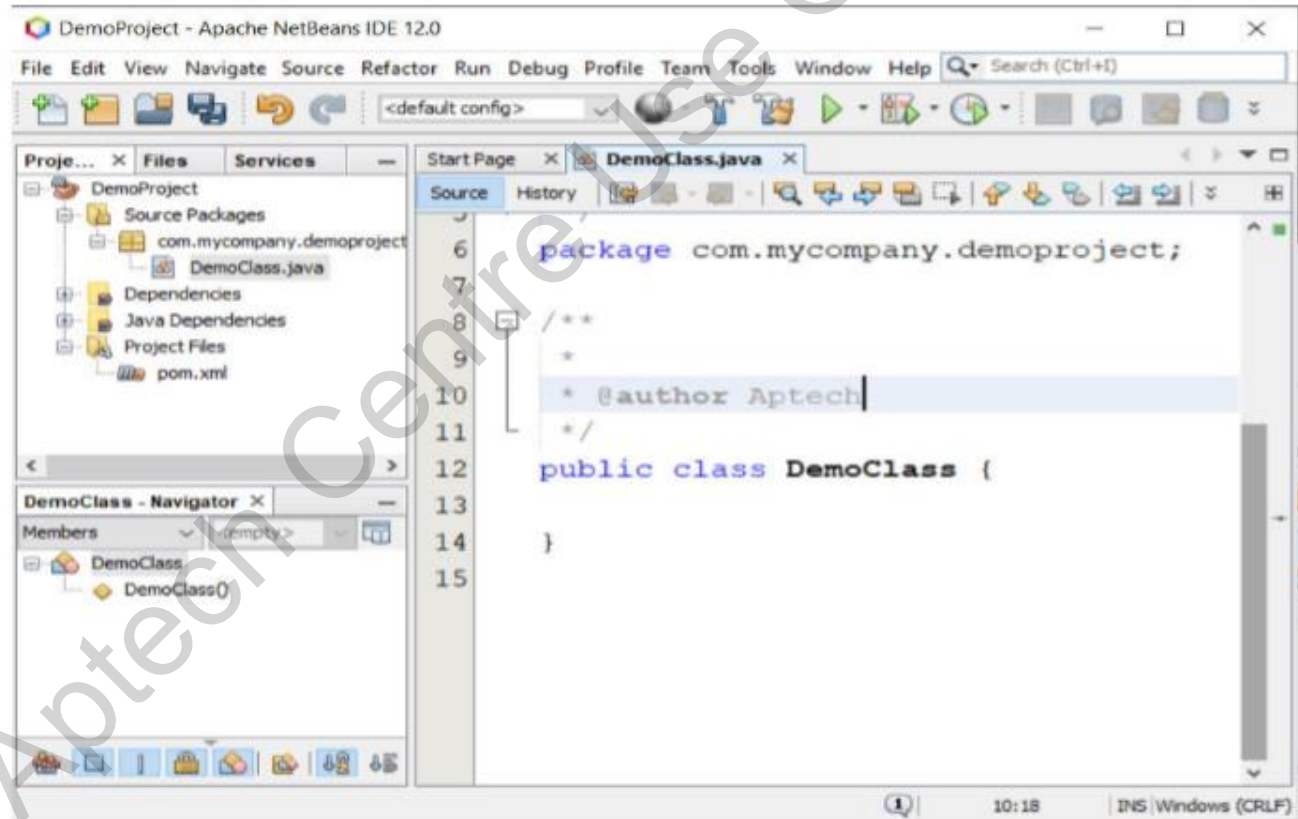 DemoProject - Apache NetBeans IDE 12.0
File Edit View Navigate Source Refactor Run Debug Profile Team Tools Window Help Search (Ctrl+I)
<default config>
Proje... Files Services
Start Page DemoClass.java
DemoProject
Source Packages
com.mycompany.demoproject
DemoClass.java
Dependencies
Java Dependencies
Project Files
pom.xml
Source History
6 package com.mycompany.demoproject;
7
8 /**
9 *
10 * @author Aptech
11 */
12 public class DemoClass {
13
14 }
15
DemoClass - Navigator
Members <empty>
DemoClass
DemoClass()
1 10:18 INS Windows (CRLF)
Aptech Centre Use